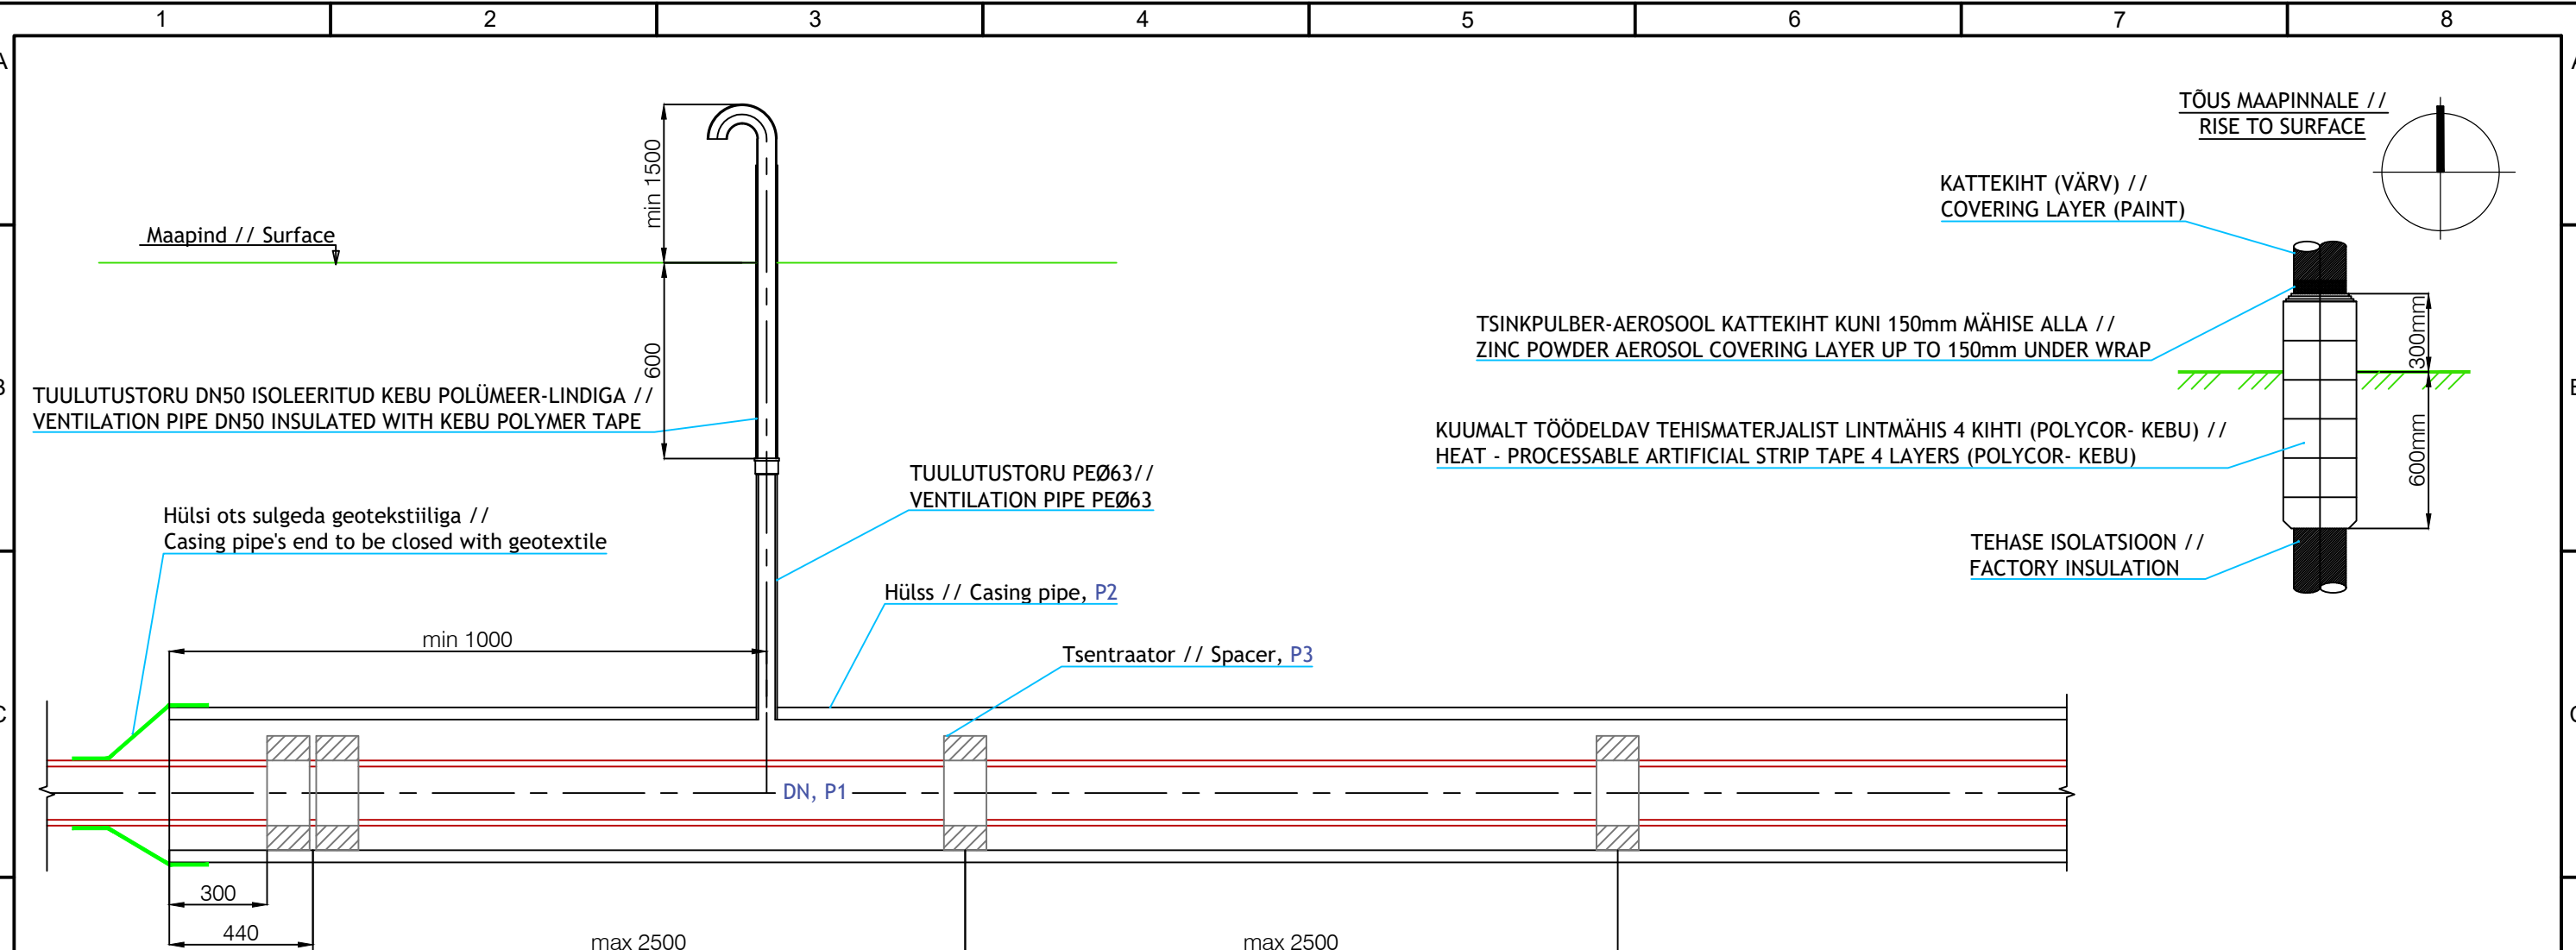 1 2 3 4 5 6 7 8
A
A
TÕUS MAAPINNALE //
RISE TO SURFACE
min 1500
KATTEKIHT (VÄRV) //
COVERING LAYER (PAINT)
Maapind // Surface
TSINKPULBER-AEROSOOL KATTEKIHT KUNI 150mm MÄHISE ALLA //
ZINC POWDER AEROSOL COVERING LAYER UP TO 150mm UNDER WRAP
300mm
600
B
TUULUTUSTORU DN50 ISOLEERITUD KEBU POLÜMEER-LINDIGA //
VENTILATION PIPE DN50 INSULATED WITH KEBU POLYMER TAPE
KUUMALT TÖÖDELDAV TEHISMATERJALIST LINTMÄHIS 4 KIHTI (POLYCOR- KEBU) //
HEAT - PROCESSABLE ARTIFICIAL STRIP TAPE 4 LAYERS (POLYCOR- KEBU)
600mm
TUULUTUSTORU PEØ63//
VENTILATION PIPE PEØ63
Hülsi ots sulgeda geotekstiiliga //
Casing pipe's end to be closed with geotextile
TEHASE ISOLATSIOON //
FACTORY INSULATION
Hülss // Casing pipe, P2
min 1000
Tsentraator // Spacer, P3
DN, P1
300
440
max 2500
max 2500